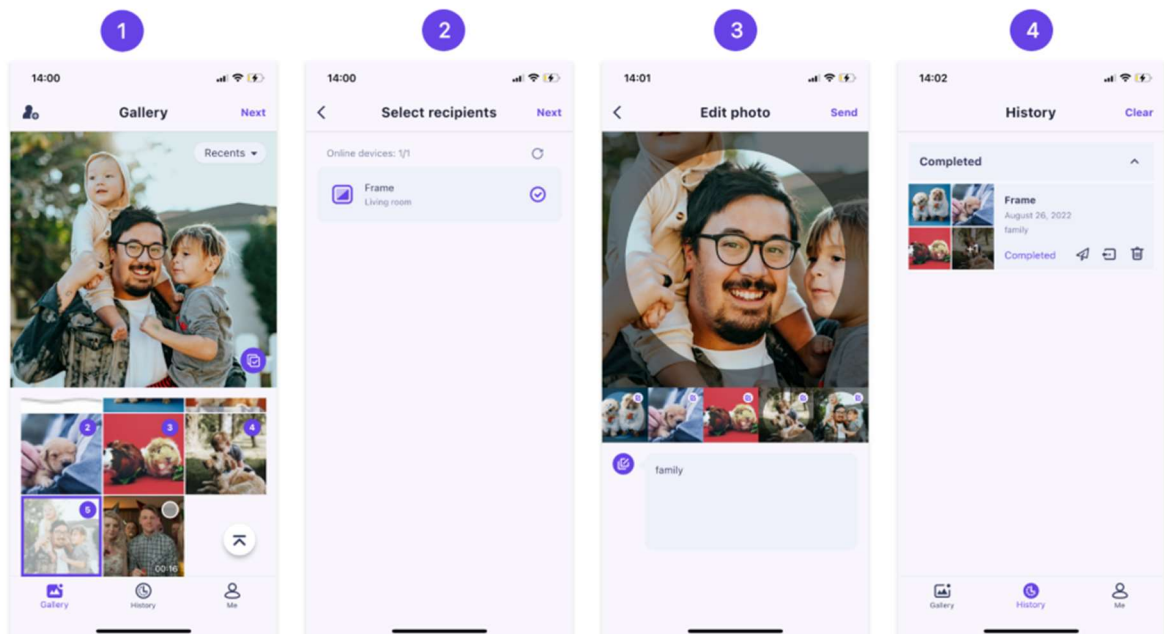 1
14:00
Gallery
Next
Recents
2
3
4
5
00:16
Gallery
History
Me
2
14:00
Select recipients
Next
Online devices: 1/1
Frame
Living room
3
14:01
Edit photo
Send
family
4
14:02
History
Clear
Completed
Frame
August 26, 2022
family
Completed
Gallery
History
Me